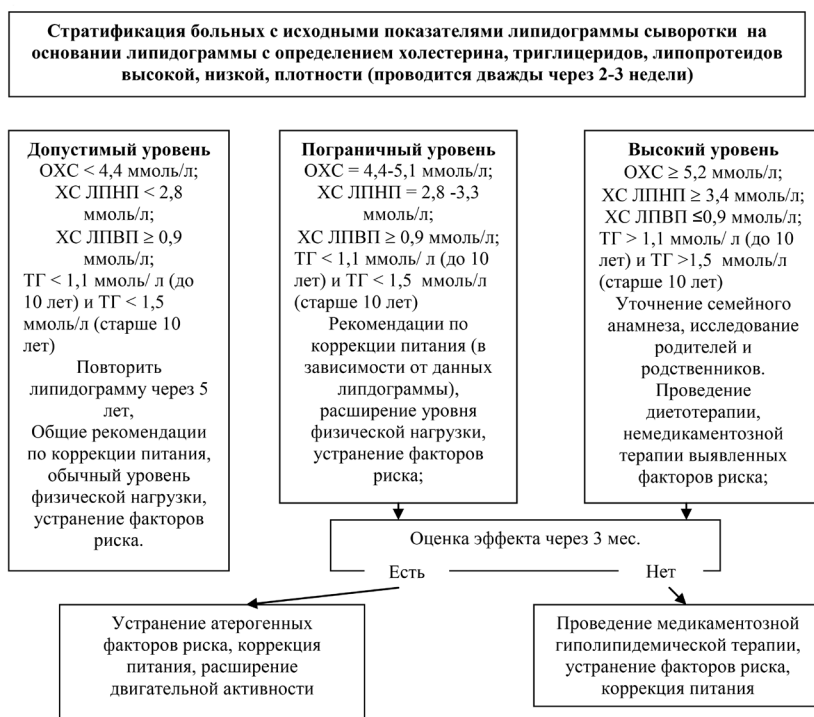 Стратификация больных с исходными показателями липидограммы сыворотки на
основании липидограммы с определением холестерина, триглицеридов, липопротеидов
высокой, низкой, плотности (проводится дважды через 2-3 недели)
Допустимый уровень
ОХС < 4,4 ммоль/л;
ХС ЛПНП < 2,8
ммоль/л;
ХС ЛПВП ≥ 0,9
ммоль/л;
ТГ < 1,1 ммоль/ л (до
10 лет) и ТГ < 1,5
ммоль/л (старше 10
лет)
Повторить
липидограмму через 5
лет,
Общие рекомендации
по коррекции питания,
обычный уровень
физической нагрузки,
устранение факторов
риска.
Пограничный уровень
ОХС = 4,4-5,1 ммоль/л;
ХС ЛПНП = 2,8 -3,3
ммоль/л;
ХС ЛПВП ≥ 0,9 ммоль/л;
ТГ < 1,1 ммоль/ л (до 10
лет) и ТГ < 1,5 ммоль/л
(старше 10 лет)
Рекомендации по
коррекции питания (в
зависимости от данных
липдограммы),
расширение уровня
физической нагрузки,
устранение факторов
риска;
Высокий уровень
ОХС ≥ 5,2 ммоль/л;
ХС ЛПНП ≥ 3,4 ммоль/л;
ХС ЛПВП ≤0,9 ммоль/л;
ТГ > 1,1 ммоль/ л (до 10
лет) и ТГ >1,5 ммоль/л
(старше 10 лет)
Уточнение семейного
анамнеза, исследование
родителей и
родственников.
Проведение
диетотерапии,
немедикаментозной
терапии выявленных
факторов риска;
Оценка эффекта через 3 мес.
Есть
Нет
Устранение атерогенных
факторов риска, коррекция
питания, расширение
двигательной активности
Проведение медикаментозной
гиполипидемической терапии,
устранение факторов риска,
коррекция питания